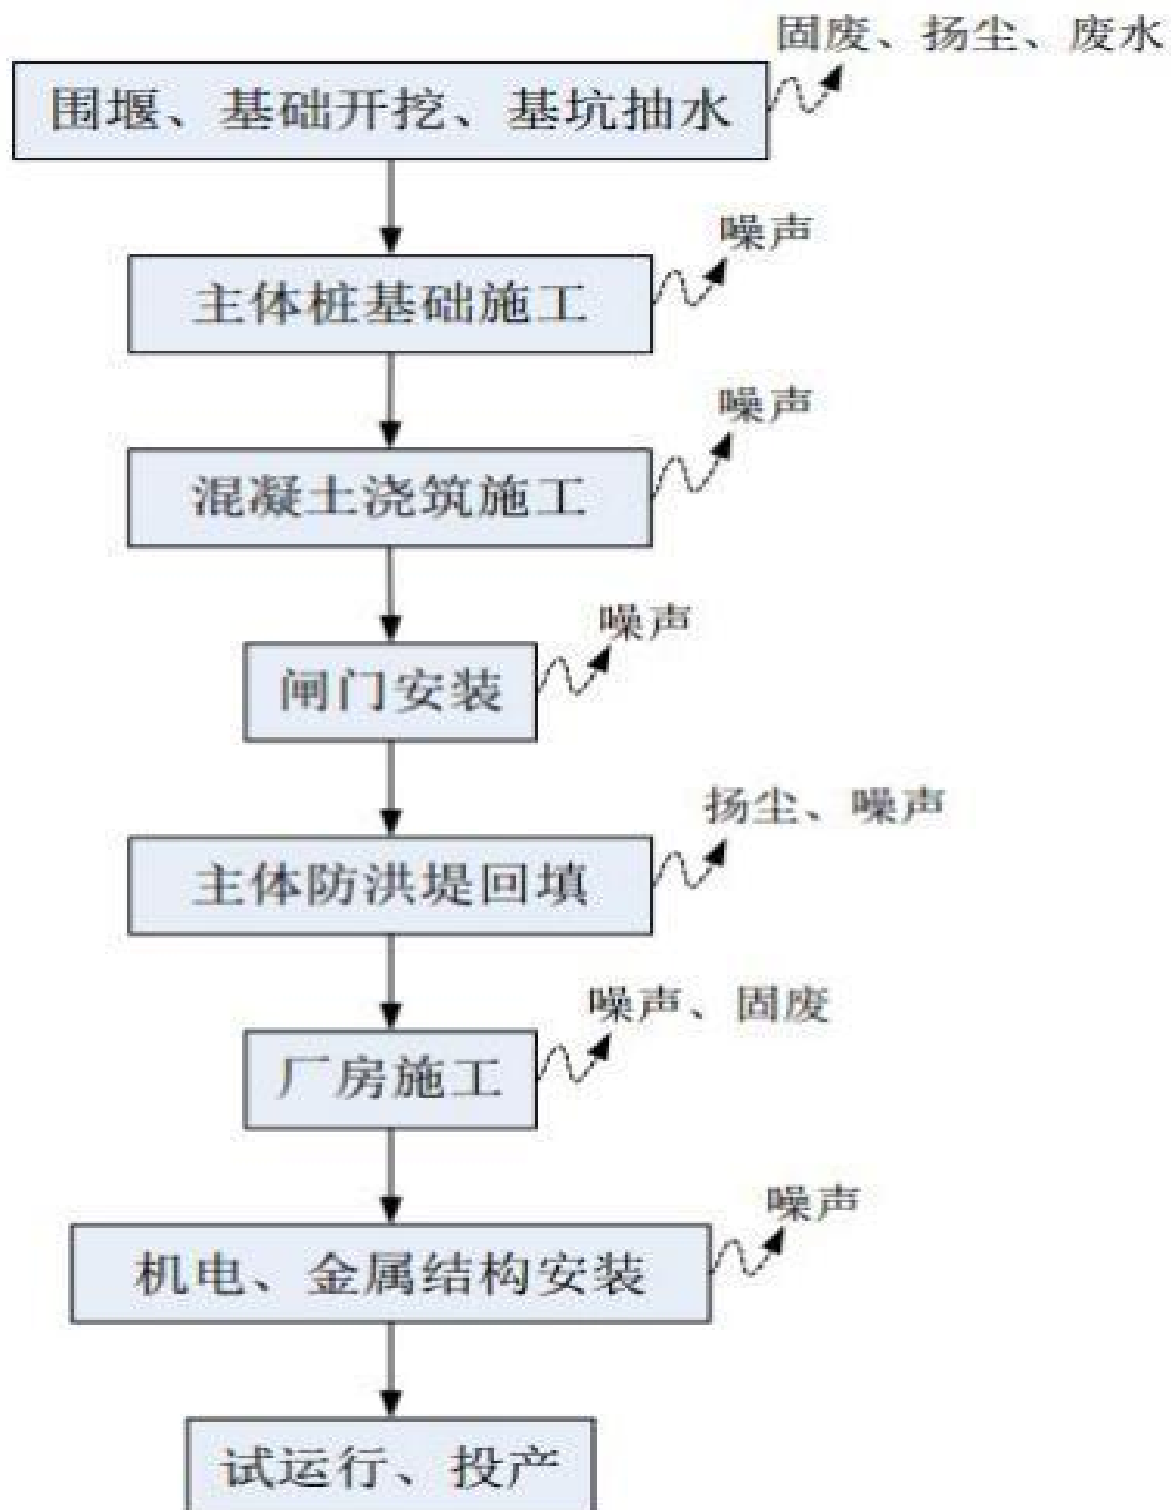 固废、扬尘、废水
围堰、基础开挖、基坑抽水
噪声
主体桩基础施工
噪声
混凝土浇筑施工
噪声
闸门安装
扬尘、噪声
主体防洪堤回填
噪声、固废
厂房施工
噪声
机电、金属结构安装
试运行、投产